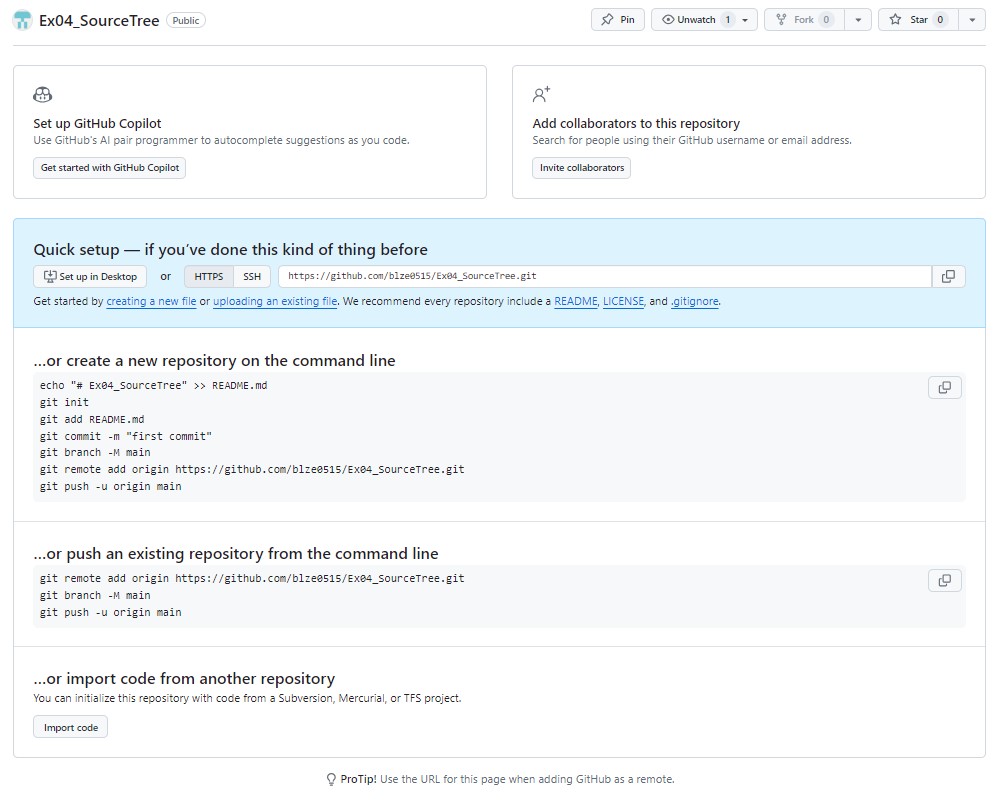 Ex04_SourceTree Public Pin Unwatch 1 Fork 0 Star 0
Set up GitHub Copilot
Use GitHub's AI pair programmer to autocomplete suggestions as you code.
Get started with GitHub Copilot
Add collaborators to this repository
Search for people using their GitHub username or email address.
Invite collaborators
Quick setup — if you've done this kind of thing before
Set up in Desktop or HTTPS SSH https://github.com/blze0515/Ex04_SourceTree.git
Get started by creating a new file or uploading an existing file. We recommend every repository include a README, LICENSE, and .gitignore.
…or create a new repository on the command line
echo "# Ex04_SourceTree" >> README.md
git init
git add README.md
git commit -m "first commit"
git branch -M main
git remote add origin https://github.com/blze0515/Ex04_SourceTree.git
git push -u origin main
…or push an existing repository from the command line
git remote add origin https://github.com/blze0515/Ex04_SourceTree.git
git branch -M main
git push -u origin main
…or import code from another repository
You can initialize this repository with code from a Subversion, Mercurial, or TFS project.
Import code
ProTip! Use the URL for this page when adding GitHub as a remote.